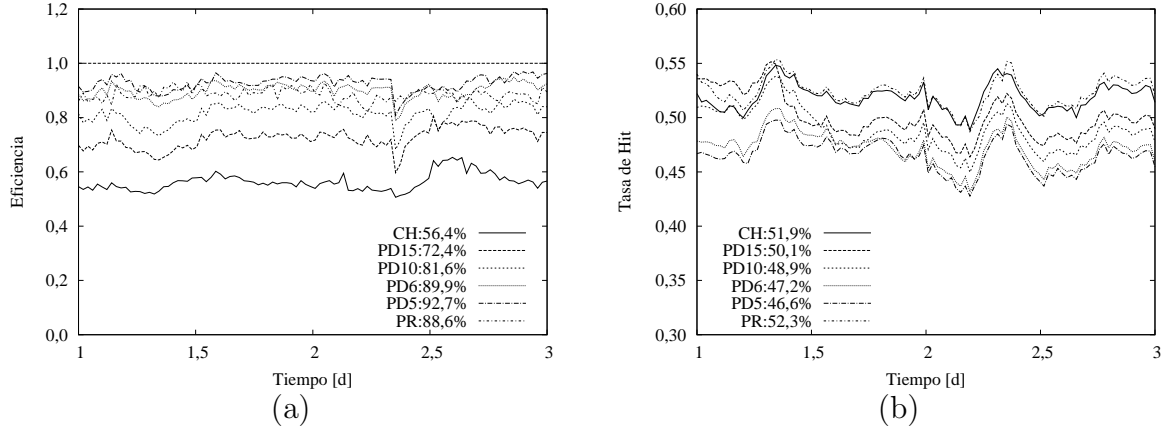 1,2
1,0
0,8
0,6
0,4
0,2
0,0
Eficiencia
CH:56,4%
PD15:72,4%
PD10:81,6%
PD6:89,9%
PD5:92,7%
PR:88,6%
1 1,5 2 2,5 3
Tiempo [d]
(a)
0,60
0,55
0,50
0,45
0,40
0,35
0,30
Tasa de Hit
CH:51,9%
PD15:50,1%
PD10:48,9%
PD6:47,2%
PD5:46,6%
PR:52,3%
1 1,5 2 2,5 3
Tiempo [d]
(b)